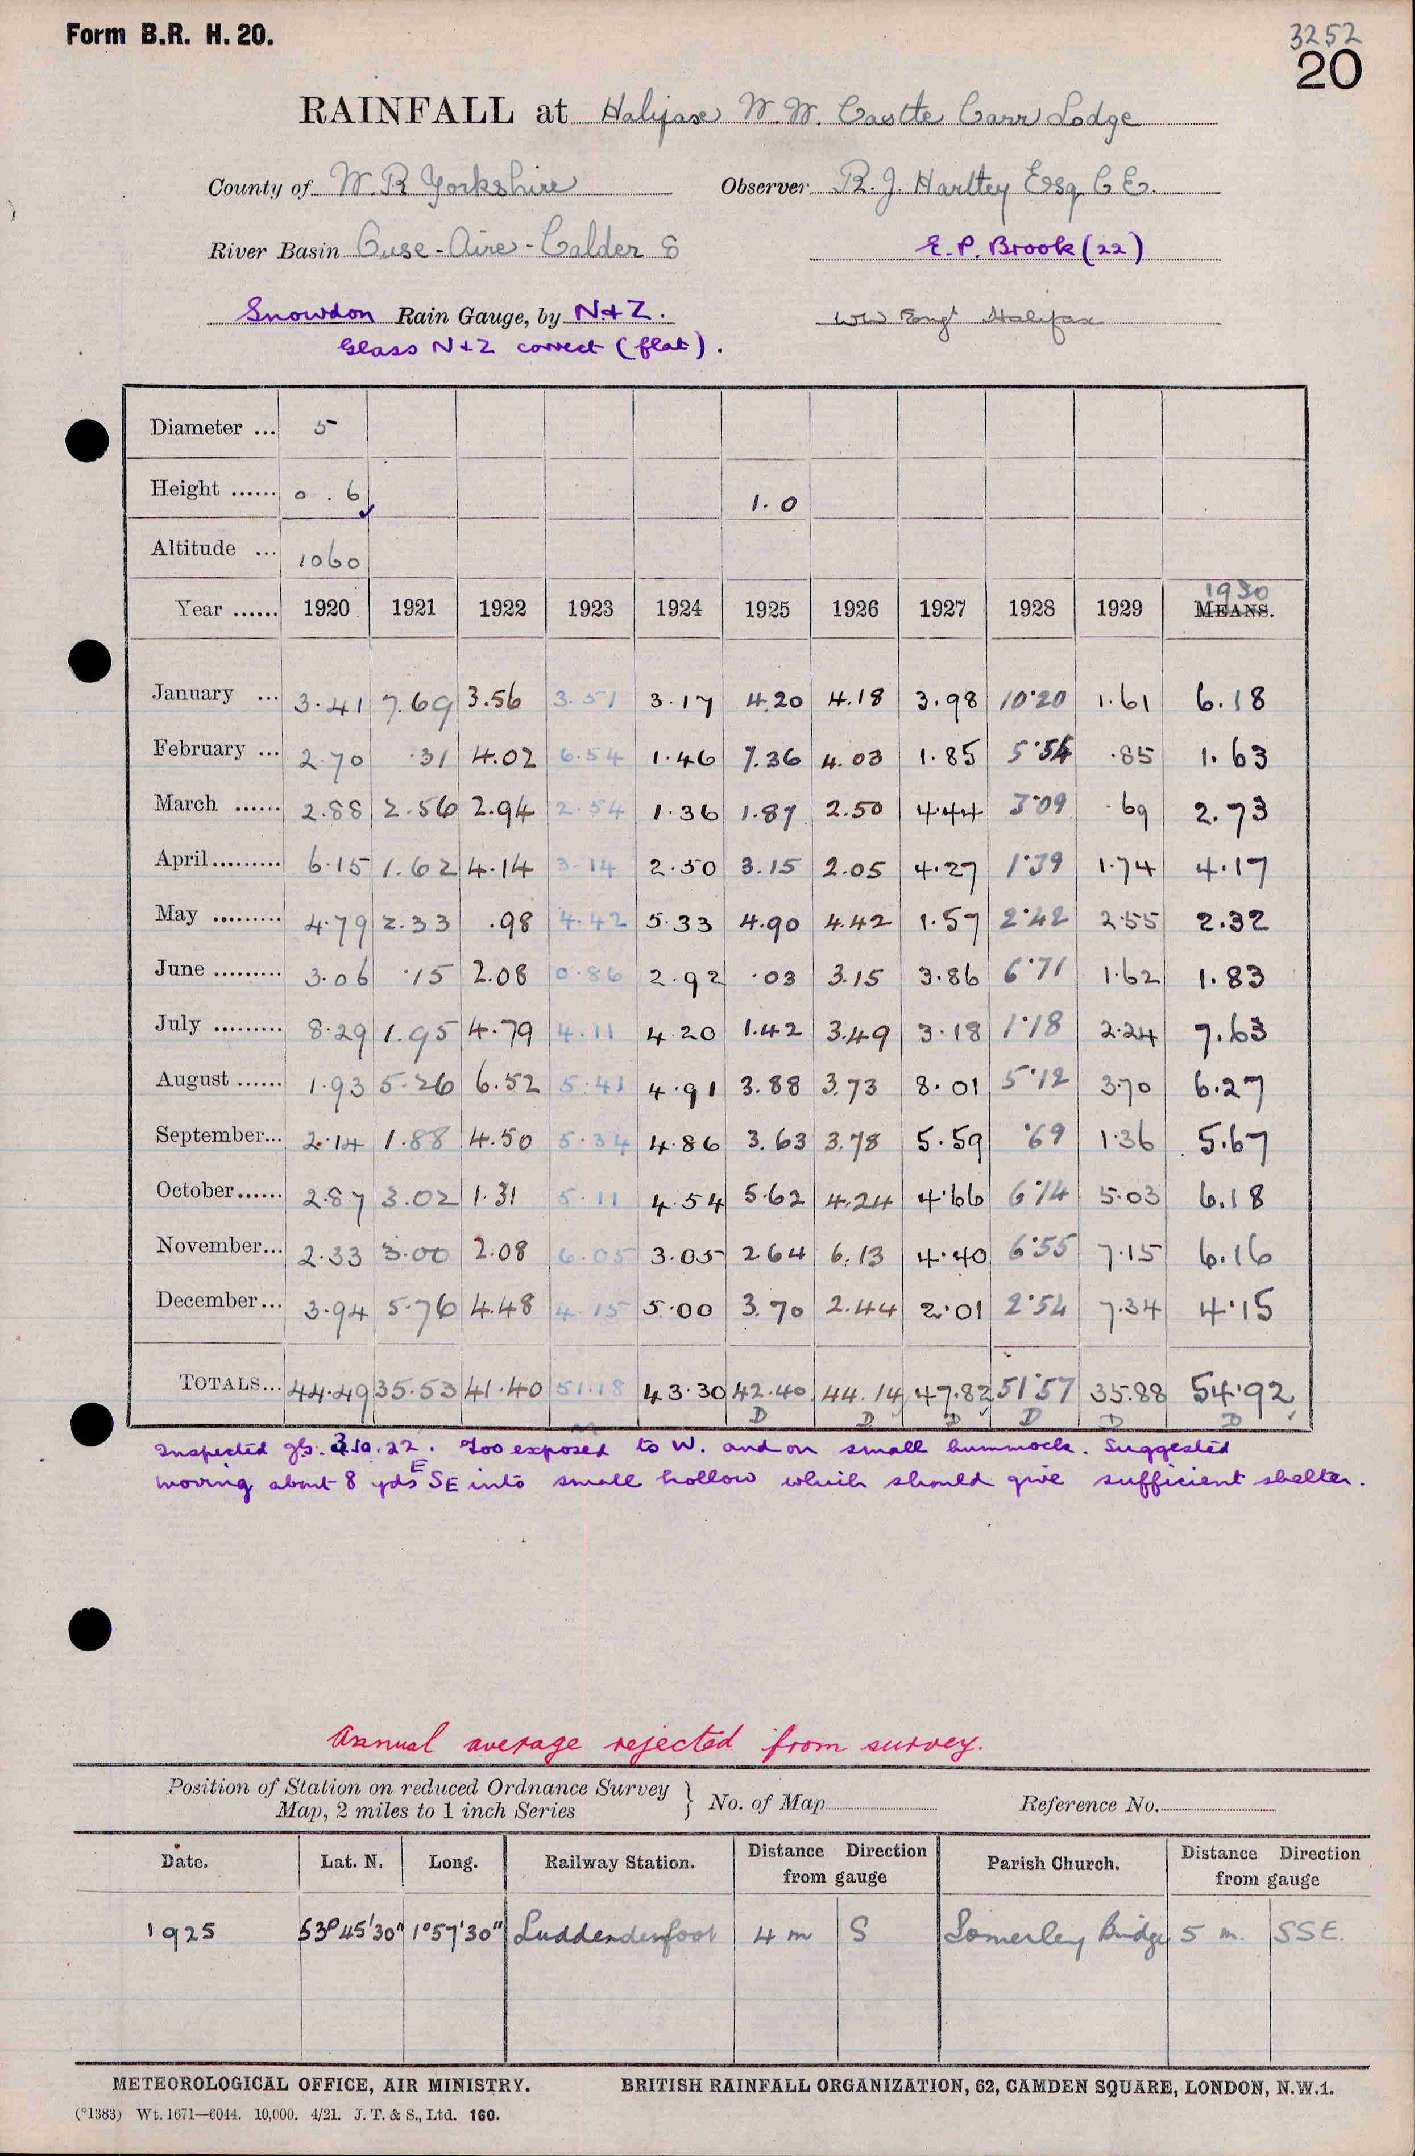 Form B.R. H. 20.
3252
20
RAINFALL at Halifax W.W. Castle Carr Lodge
County of W.R Yorkshire Observer R.J. Hartley Esq C.E.
River Basin Ouse - Aire - Calder 8 E.P. Brook (22)
Snowdon Rain Gauge, by N+Z. WW Engr Halifax
Glass N+Z correct (flat).
Diameter ... 5
Height ...... 0.6 1.0
Altitude ... 1060
1930
Year ...... 1920 1921 1922 1923 1924 1925 1926 1927 1928 1929 MEANS.
January ... 3.41 7.69 3.56 3.51 3.17 4.20 4.18 3.98 10.20 1.61 6.18
February ... 2.70 .31 4.02 6.54 1.46 7.36 4.03 1.85 5.54 .85 1.63
March ...... 2.88 2.56 2.94 2.54 1.36 1.87 2.50 4.44 3.09 .69 2.73
April......... 6.15 1.62 4.14 3.14 2.50 3.15 2.05 4.27 1.39 1.74 4.17
May ......... 4.79 2.33 .98 4.42 5.33 4.90 4.42 1.57 2.42 2.55 2.32
June ......... 3.06 .15 2.08 0.86 2.92 .03 3.15 3.86 6.71 1.62 1.83
July ......... 8.29 1.95 4.79 4.11 4.20 1.42 3.49 3.18 1.18 2.24 7.63
August ...... 1.93 5.26 6.52 5.41 4.91 3.88 3.73 8.01 5.12 3.70 6.27
September... 2.14 1.88 4.50 5.34 4.86 3.63 3.78 5.59 .69 1.36 5.67
October...... 2.87 3.02 1.31 5.11 4.54 5.62 4.24 4.66 6.14 5.03 6.18
November... 2.33 3.00 2.08 6.05 3.05 2.64 6.13 4.40 6.55 7.15 6.16
December... 3.94 5.76 4.48 4.15 5.00 3.70 2.44 2.01 2.54 7.34 4.15
TOTALS... 44.49 35.53 41.40 51.18 43.30 42.40 44.14 47.82 51.57 35.88 54.92
D D D D D D
Inspected 3.10.22. Too exposed to W. and on small hummock. Suggested
moving about 8 yds ESE into small hollow which should give sufficient shelter.
Annual average rejected from survey.
Position of Station on reduced Ordnance Survey
Map, 2 miles to 1 inch Series } No. of Map Reference No.
Date. Lat. N. Long. Railway Station. Distance Direction from gauge Parish Church. Distance Direction from gauge
1925 53°45'30" 1°57'30" Luddendenfoot 4 m S Somerley Bridge 5 m. SSE.
METEOROLOGICAL OFFICE, AIR MINISTRY. BRITISH RAINFALL ORGANIZATION, 62, CAMDEN SQUARE, LONDON, N.W.1.
(*1383) Wt. 1671—6044. 10,000. 4/21. J. T. & S., Ltd. 160.